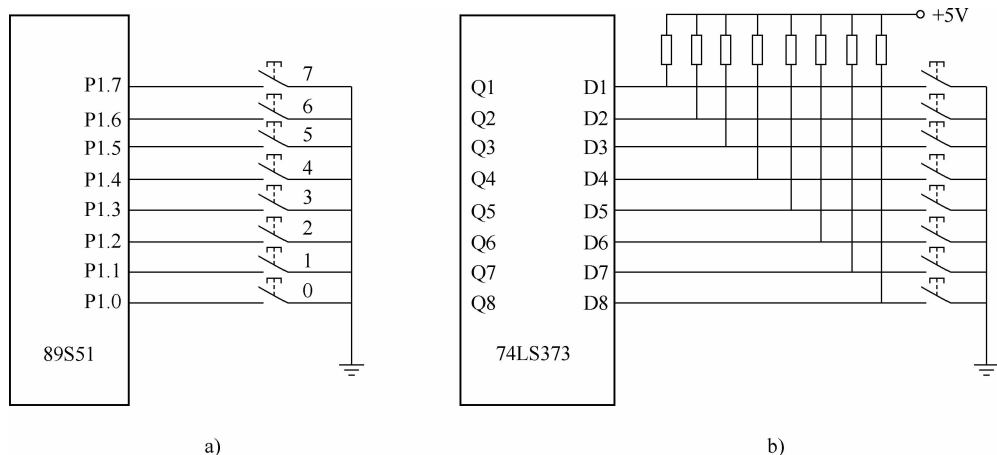 +5V
P1.7 7 Q1 D1
P1.6 6 Q2 D2
P1.5 5 Q3 D3
P1.4 4 Q4 D4
P1.3 3 Q5 D5
P1.2 2 Q6 D6
P1.1 1 Q7 D7
P1.0 0 Q8 D8
89S51 74LS373
a) b)